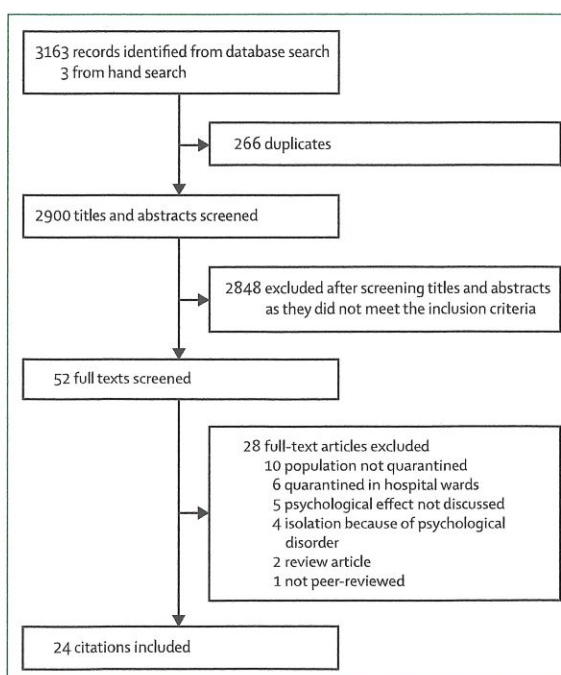 3163 records identified from database search
3 from hand search
266 duplicates
2900 titles and abstracts screened
2848 excluded after screening titles and abstracts
as they did not meet the inclusion criteria
52 full texts screened
28 full-text articles excluded
10 population not quarantined
6 quarantined in hospital wards
5 psychological effect not discussed
4 isolation because of psychological
disorder
2 review article
1 not peer-reviewed
24 citations included